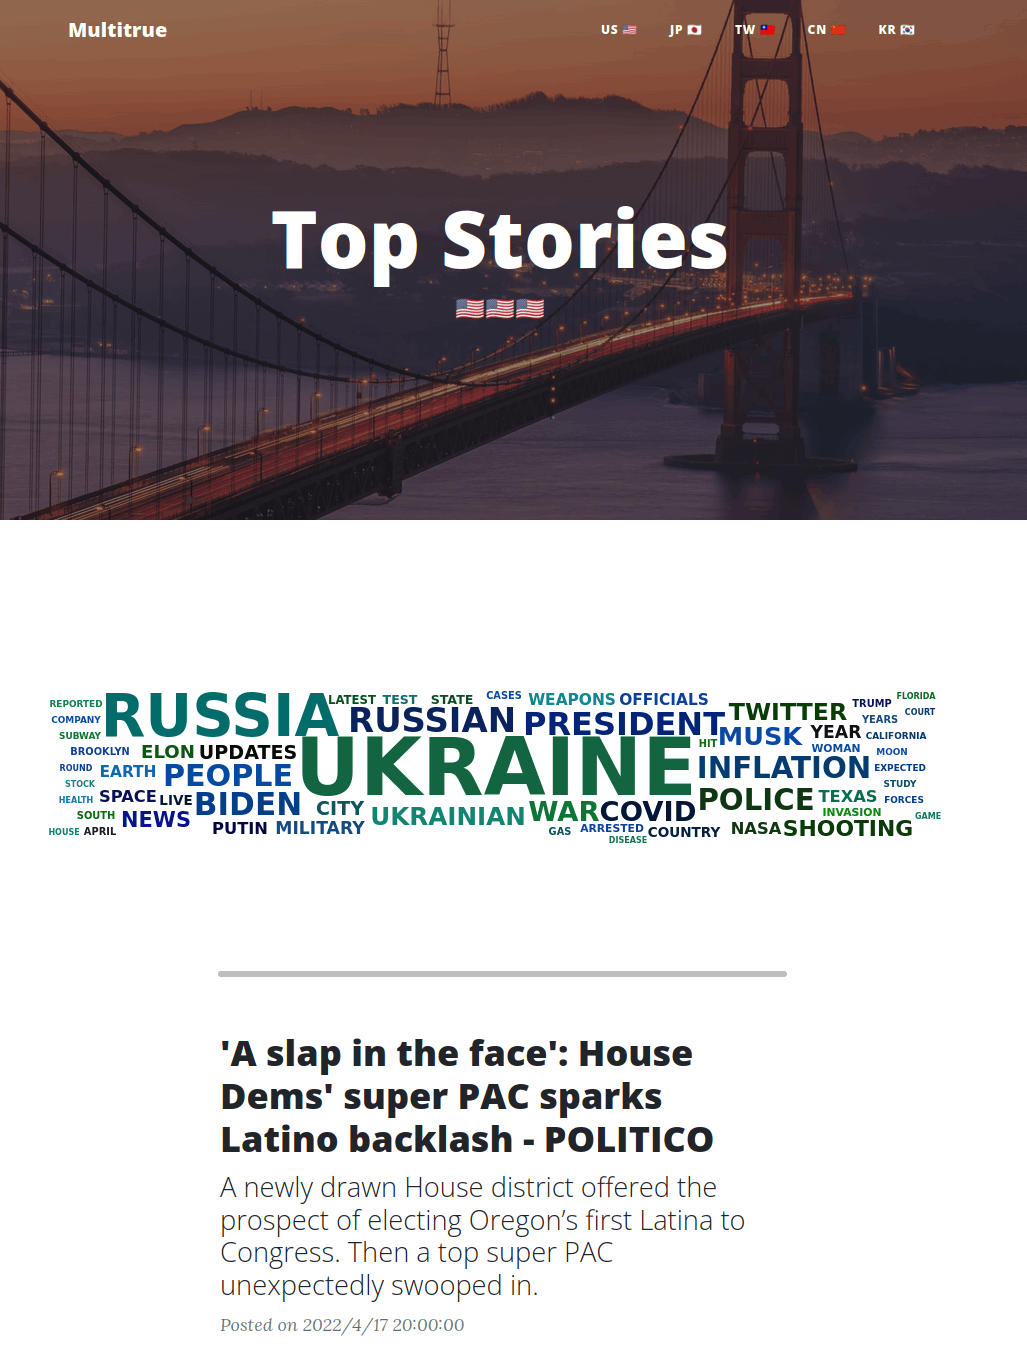 Multitrue
US 🇺🇸 JP 🇯🇵 TW 🇹🇼 CN 🇨🇳 KR 🇰🇷
Top Stories
🇺🇸🇺🇸🇺🇸
REPORTED RUSSIA LATEST TEST STATE CASES WEAPONS OFFICIALS TWITTER TRUMP FLORIDA
COMPANY RUSSIAN PRESIDENT YEARS COURT
SUBWAY UKRAINE HIT MUSK YEAR CALIFORNIA
BROOKLYN ELON UPDATES WOMAN MOON
ROUND EARTH PEOPLE INFLATION EXPECTED
STOCK STUDY
HEALTH SPACE LIVE BIDEN CITY WAR COVID POLICE TEXAS FORCES
SOUTH NEWS UKRAINIAN INVASION GAME
HOUSE APRIL PUTIN MILITARY GAS ARRESTED COUNTRY NASA SHOOTING
DISEASE
'A slap in the face': House
Dems' super PAC sparks
Latino backlash - POLITICO
A newly drawn House district offered the
prospect of electing Oregon’s first Latina to
Congress. Then a top super PAC
unexpectedly swooped in.
Posted on 2022/4/17 20:00:00